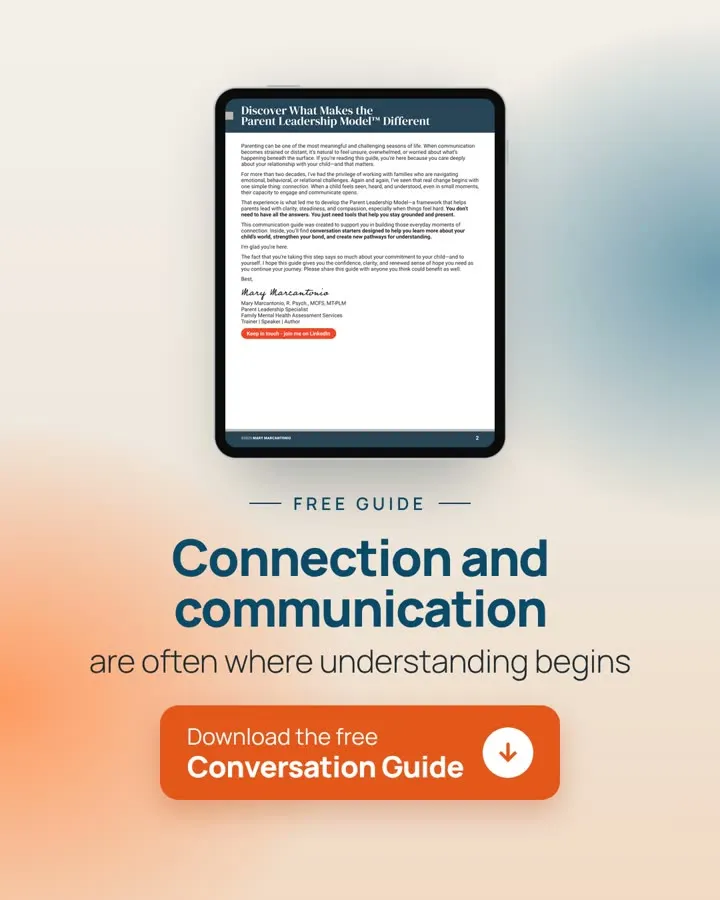 Discover What Makes the
Parent Leadership Model™ Different
Parenting can be one of the most meaningful and challenging seasons of life. When communication
becomes strained or distant, it's natural to feel unsure, overwhelmed, or worried about what's
happening beneath the surface. If you're reading this guide, you're here because you care deeply
about your relationship with your child—and that matters.
For more than two decades, I've had the privilege of working with families who are navigating
emotional, behavioral, or relational challenges. Again and again, I've seen that real change begins with
one simple thing: connection. When a child feels seen, heard, and understood, even in small moments,
their capacity to engage and communicate opens.
That experience is what led me to develop the Parent Leadership Model—a framework that helps
parents lead with clarity, steadiness, and compassion, especially when things feel hard. You don't
need to have all the answers. You just need tools that help you stay grounded and present.
This communication guide was created to support you in building those everyday moments of
connection. Inside, you'll find conversation starters designed to help you learn more about your
child's world, strengthen your bond, and create new pathways for understanding.
I'm glad you're here.
The fact that you're taking this step says so much about your commitment to your child—and to
yourself. I hope this guide gives you the confidence, clarity, and renewed sense of hope you need as
you continue your journey. Please share this guide with anyone you think could benefit as well.
Best,
Mary Marcantonio
Mary Marcantonio, R. Psych., MCFS, MT-PLM
Parent Leadership Specialist
Family Mental Health Assessment Services
Trainer | Speaker | Author
Keep in touch - join me on LinkedIn
MARY MARCANTONIO
2
FREE GUIDE
Connection and
communication
are often where understanding begins
Download the free
Conversation Guide